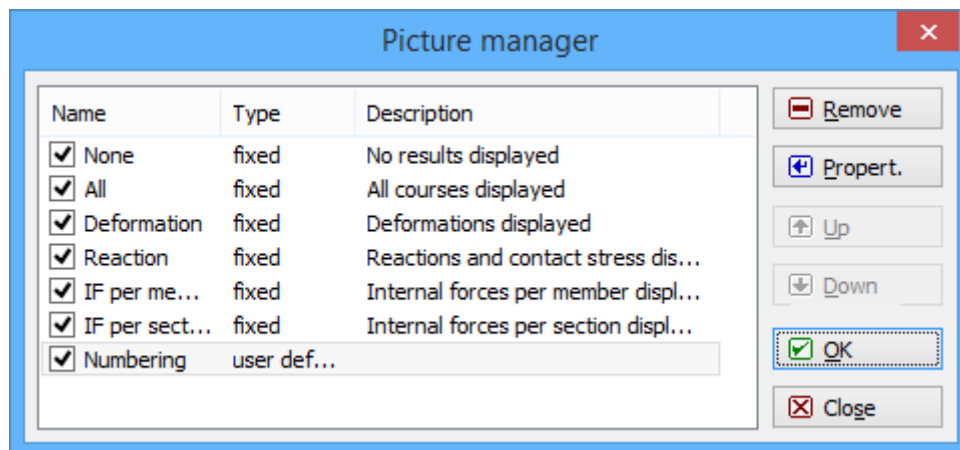 Picture manager
Name Type Description
None fixed No results displayed
All fixed All courses displayed
Deformation fixed Deformations displayed
Reaction fixed Reactions and contact stress dis...
IF per me... fixed Internal forces per member displ...
IF per sect... fixed Internal forces per section displ...
Numbering user def...
Remove
Propert.
Up
Down
OK
Close